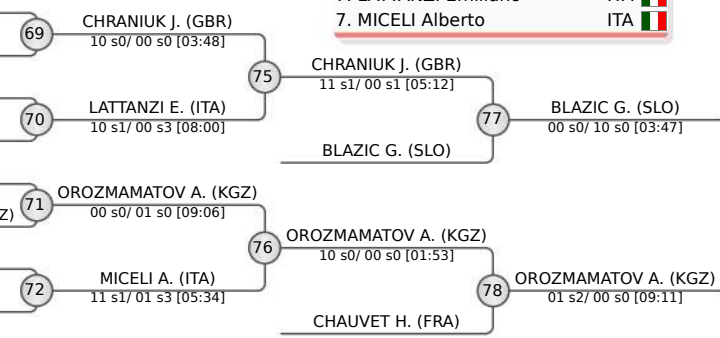 7. MICELI Alberto ITA
69
CHRANIUK J. (GBR)
10 s0/ 00 s0 [03:48]
75
CHRANIUK J. (GBR)
11 s1/ 00 s1 [05:12]
70
LATTANZI E. (ITA)
10 s1/ 00 s3 [08:00]
77
BLAZIC G. (SLO)
00 s0/ 10 s0 [03:47]
BLAZIC G. (SLO)
Z)
71
OROZMAMATOV A. (KGZ)
00 s0/ 01 s0 [09:06]
76
OROZMAMATOV A. (KGZ)
10 s0/ 00 s0 [01:53]
72
MICELI A. (ITA)
11 s1/ 01 s3 [05:34]
78
OROZMAMATOV A. (KGZ)
01 s2/ 00 s0 [09:11]
CHAUVET H. (FRA)